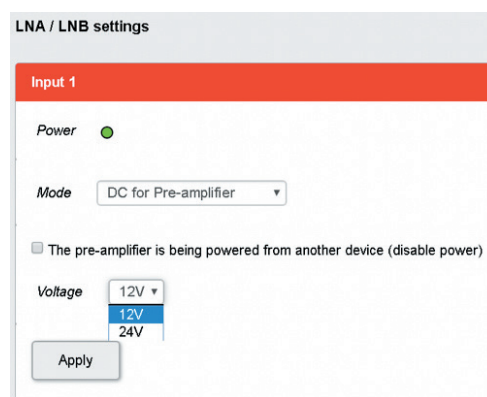 LNA / LNB settings
Input 1
Power
Mode DC for Pre-amplifier
The pre-amplifier is being powered from another device (disable power)
Voltage 12V
12V
24V
Apply